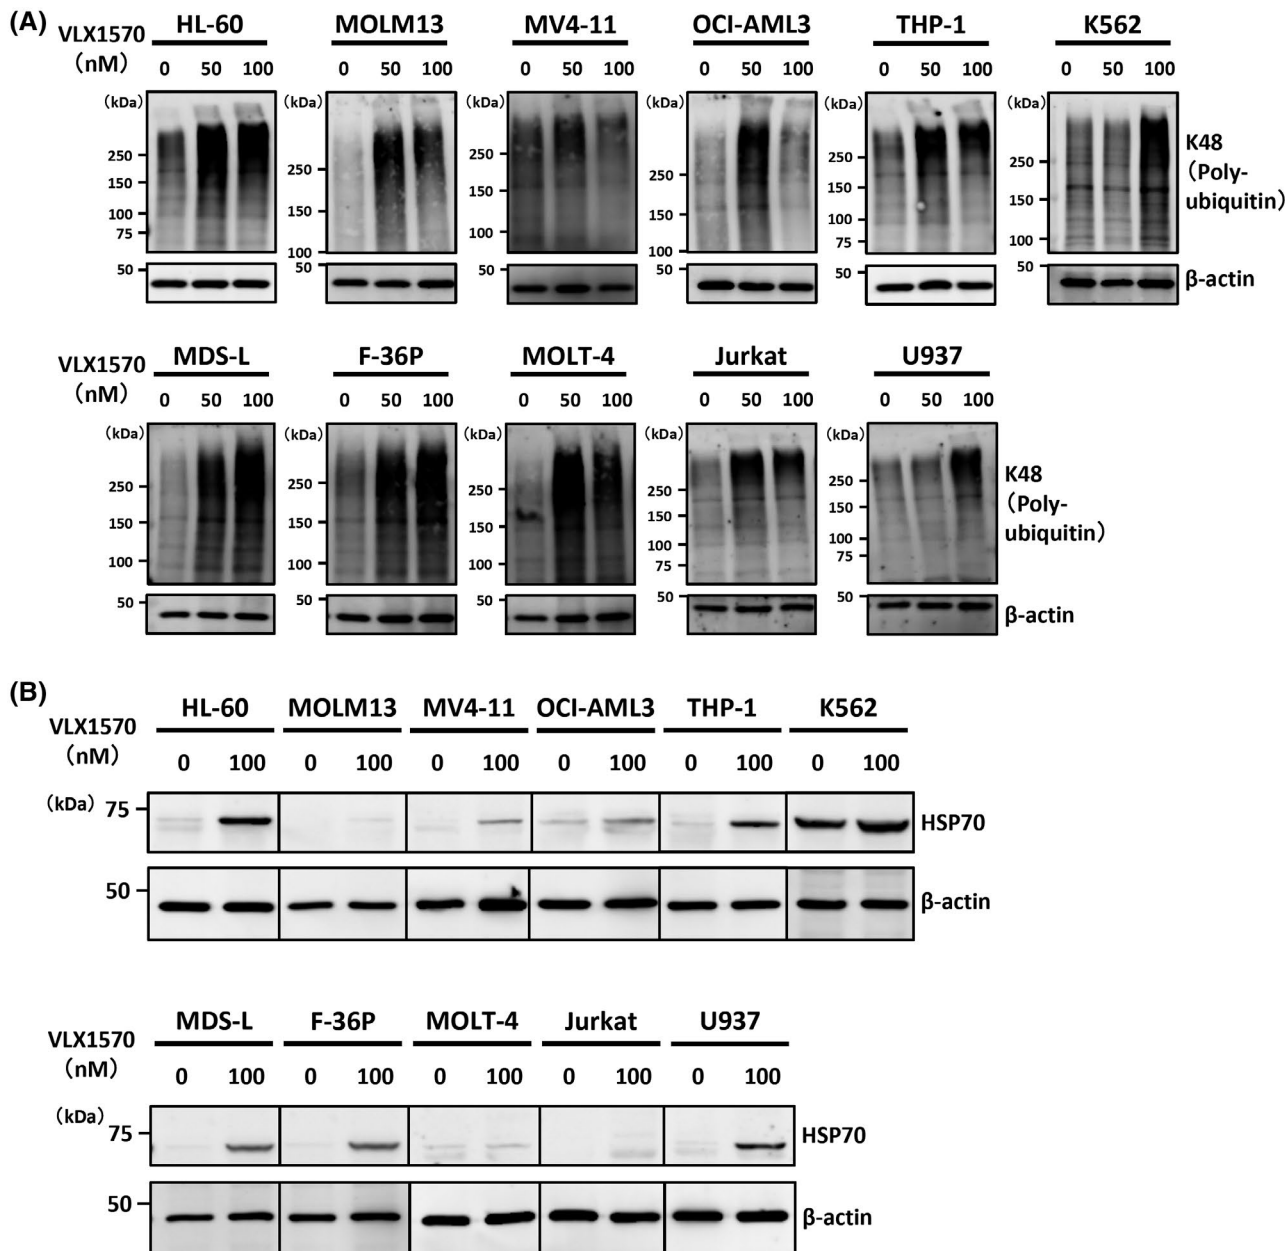 (A)
HL-60 MOLM13 MV4-11 OCI-AML3 THP-1 K562
VLX1570
（nM）
0 50 100 0 50 100 0 50 100 0 50 100 0 50 100 0 50 100
（kDa） （kDa） （kDa） （kDa） （kDa） （kDa）
250 150 100 75 50
250 150 100 50
250 150 100 50
250 150 100 50
250 150 100 75 50
250 150 100 50
K48
（Poly-
ubiquitin）
β-actin
MDS-L F-36P MOLT-4 Jurkat U937
VLX1570
（nM）
0 50 100 0 50 100 0 50 100 0 50 100 0 50 100
（kDa） （kDa） （kDa） （kDa） （kDa）
250 150 100 50
250 150 100 50
250 150 100 50
250 150 100 75 50
250 150 100 75 50
K48
（Poly-
ubiquitin）
β-actin
(B)
HL-60 MOLM13 MV4-11 OCI-AML3 THP-1 K562
VLX1570
（nM）
0 100 0 100 0 100 0 100 0 100 0 100
（kDa） 75
HSP70
50
β-actin
MDS-L F-36P MOLT-4 Jurkat U937
VLX1570
（nM）
0 100 0 100 0 100 0 100 0 100
（kDa） 75
HSP70
50
β-actin